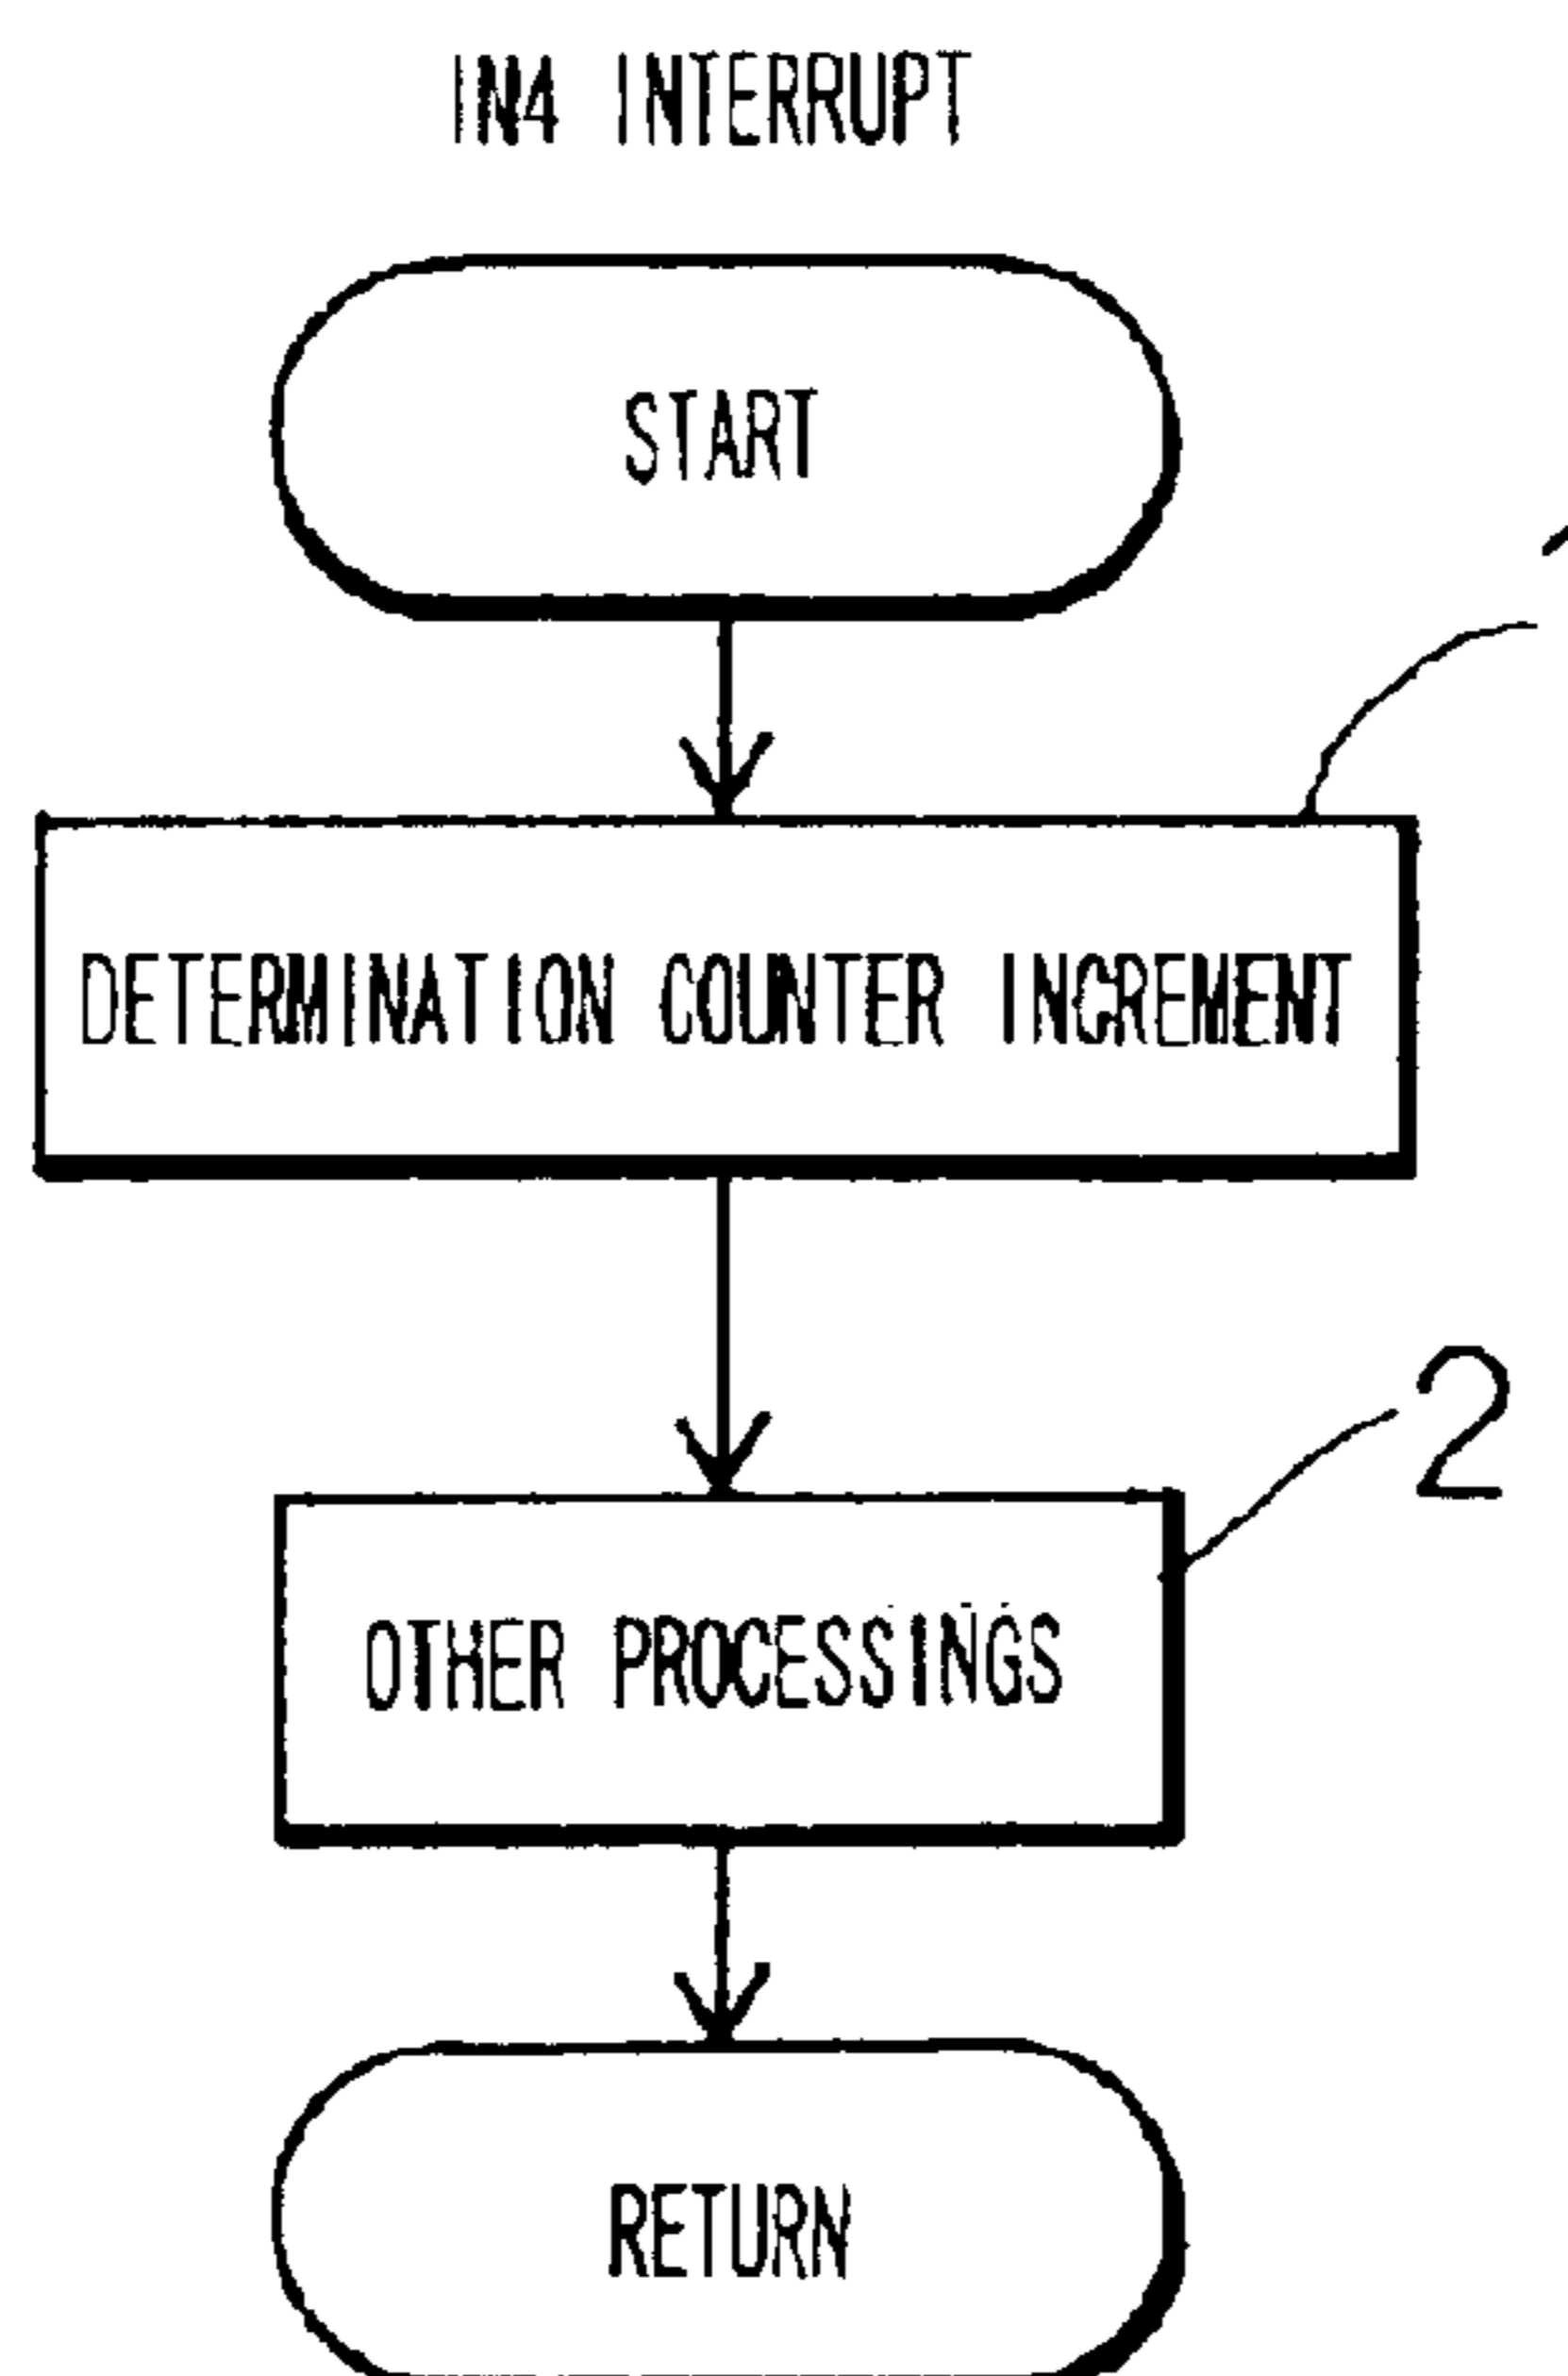 IN4 INTERRUPT
START
DETERMINATION COUNTER INCREMENT
2
OTHER PROCESSINGS
RETURN